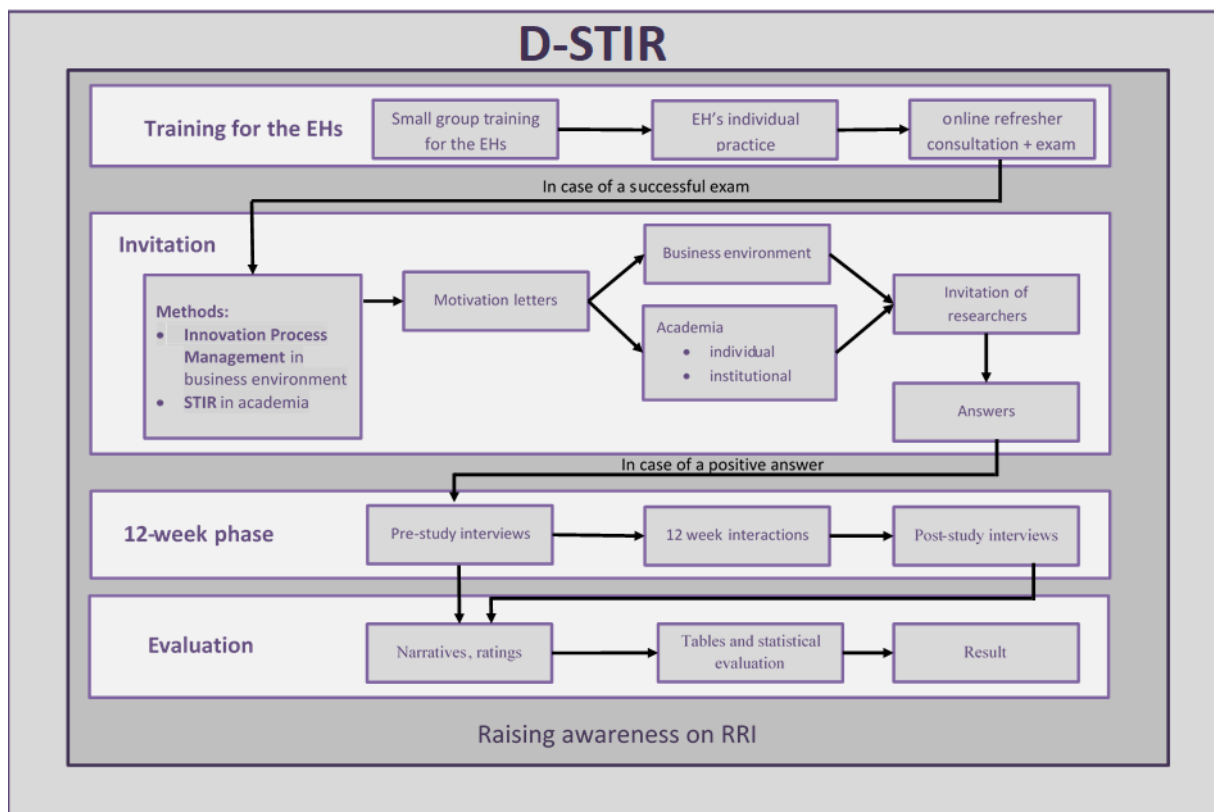 D-STIR
Training for the EHs
Small group training
for the EHs
EH's individual
practice
online refresher
consultation + exam
In case of a successful exam
Invitation
Methods:
• Innovation Process
Management in
business environment
• STIR in academia
Motivation letters
Business environment
Academia
• individual
• institutional
Invitation of
researchers
Answers
In case of a positive answer
12-week phase
Pre-study interviews
12 week interactions
Post-study interviews
Evaluation
Narratives, ratings
Tables and statistical
evaluation
Result
Raising awareness on RRI